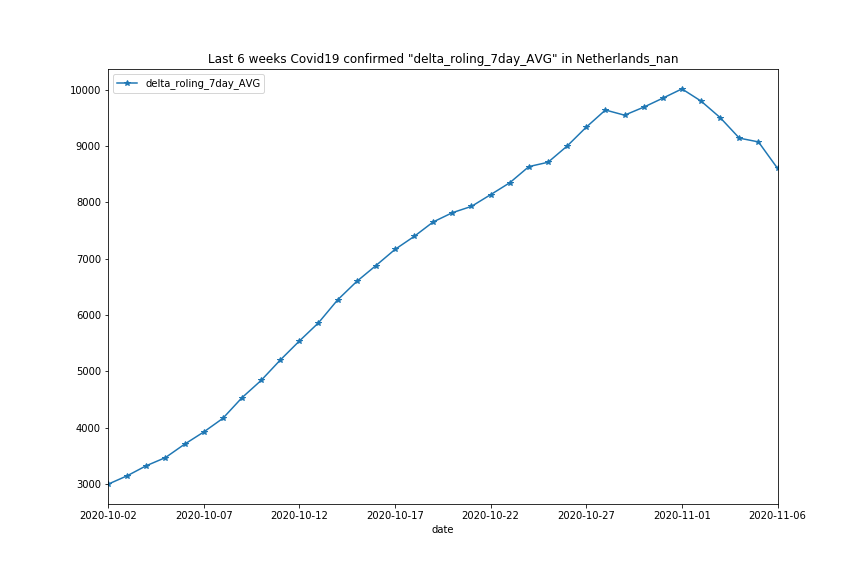 Last 6 weeks Covid19 confirmed "delta_roling_7day_AVG" in Netherlands_nan
delta_roling_7day_AVG
10000
9000
8000
7000
6000
5000
4000
3000
2020-10-02 2020-10-07 2020-10-12 2020-10-17 2020-10-22 2020-10-27 2020-11-01 2020-11-06
date